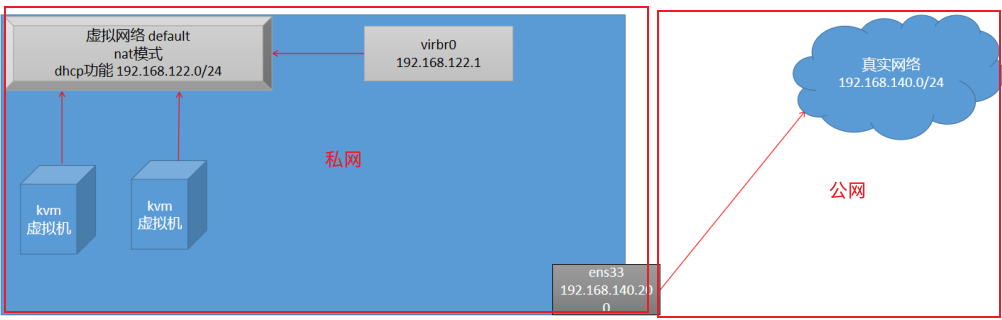 虚拟网络 default
nat模式
dhcp功能 192.168.122.0/24
virbr0
192.168.122.1
真实网络
192.168.140.0/24
私网
公网
kvm
虚拟机
kvm
虚拟机
ens33
192.168.140.20
0